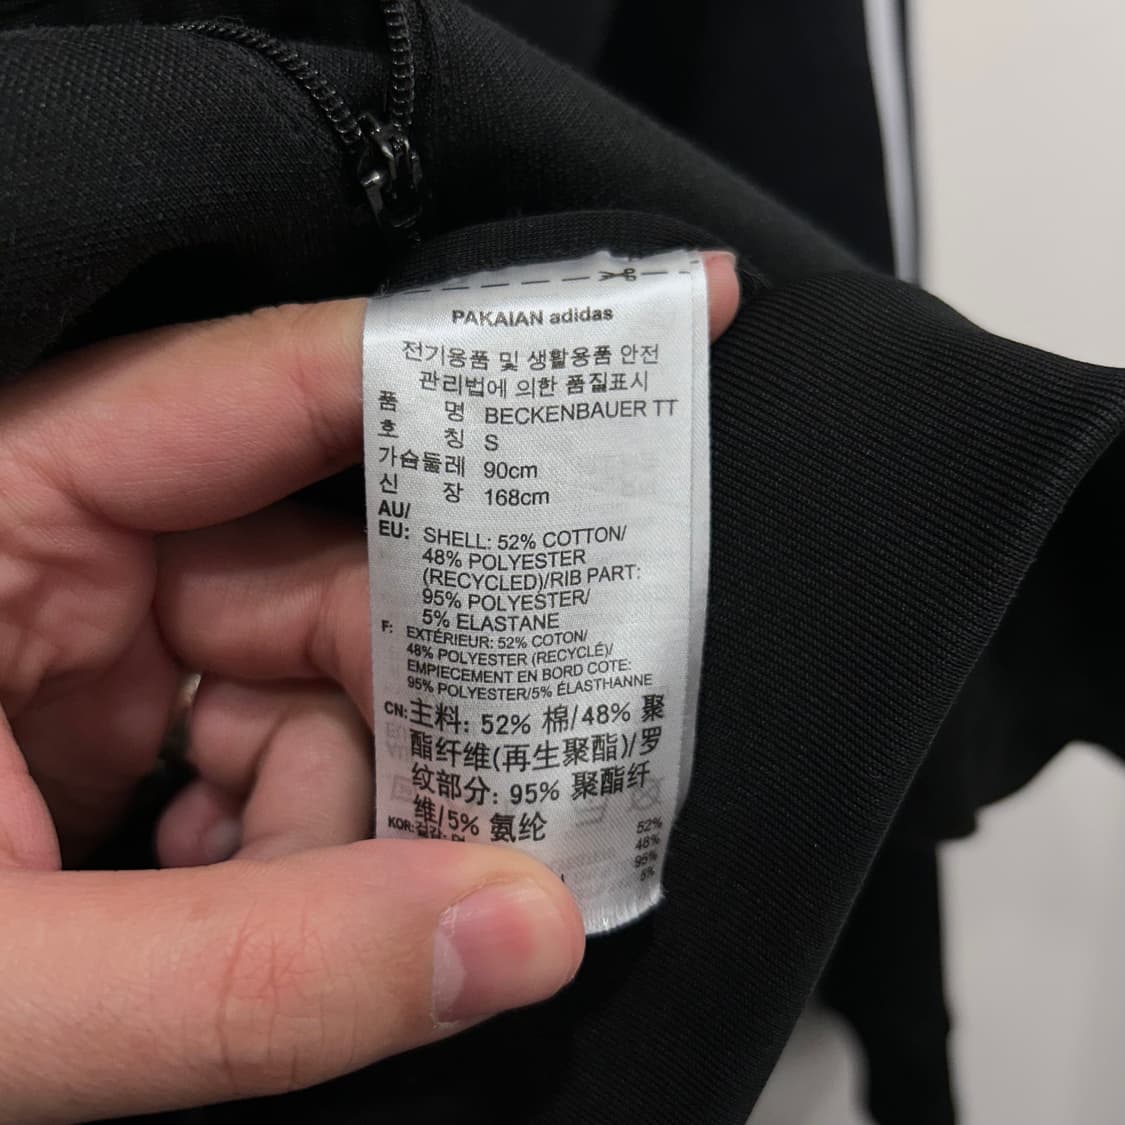 PAKAIAN adidas
전기용품 및 생활용품 안전
관리법에 의한 품질표시
품 명 BECKENBAUER TT
호 칭 S
가슴둘레 90cm
신 장 168cm
AU/
EU: SHELL: 52% COTTON/
48% POLYESTER
(RECYCLED)/RIB PART:
95% POLYESTER/
5% ELASTANE
F: EXTÉRIEUR: 52% COTON/
48% POLYESTER (RECYCLÉ)/
EMPIECEMENT EN BORD COTE:
95% POLYESTER/5% ÉLASTHANNE
CN: 主料: 52% 棉/48% 聚
酯纤维(再生聚酯)/罗
纹部分: 95% 聚酯纤
维/5% 氨纶
KOR: 겉감: 52%
48%
95%
5%